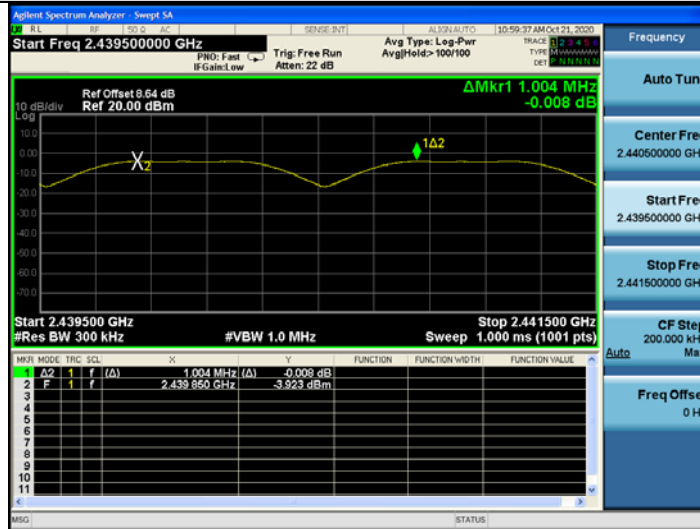 Agilent Spectrum Analyzer - Swept SA
RL RF 50 Ω AC SENSE:INT ALIGN AUTO 10:59:37 AM Oct 21, 2020
Start Freq 2.439500000 GHz
PNO: Fast
IFGain:Low
Trig: Free Run
Atten: 22 dB
Avg Type: Log-Pwr
Avg|Hold:>100/100
TRACE 1 2 3 4 5 6
TYPE M
DET P N N N N N
Ref Offset 8.64 dB
Ref 20.00 dBm
ΔMkr1 1.004 MHz
-0.008 dB
10 dB/div
Log
10.0
0.00
-10.0
-20.0
-30.0
-40.0
-50.0
-60.0
-70.0
X2
1Δ2
Start 2.439500 GHz Stop 2.441500 GHz
#Res BW 300 kHz #VBW 1.0 MHz Sweep 1.000 ms (1001 pts)
MKR MODE TRC SCL X Y FUNCTION FUNCTION WIDTH FUNCTION VALUE
1 Δ2 1 f (Δ) 1.004 MHz (Δ) -0.008 dB
2 F 1 f 2.439 850 GHz -3.923 dBm
3
4
5
6
7
8
9
10
11
MSG STATUS
Frequency
Auto Tun
Center Fre
2.440500000 GH
Start Fre
2.439500000 GH
Stop Fre
2.441500000 GH
CF Ste
200.000 kH
Auto Ma
Freq Offse
0 H